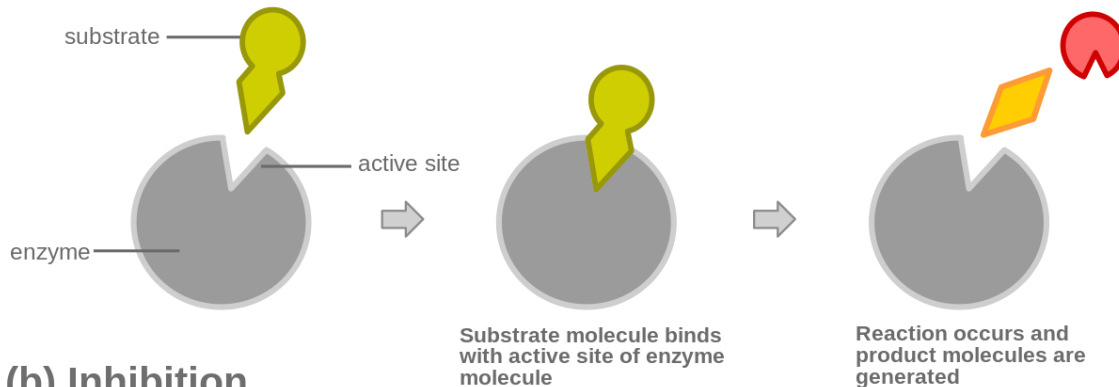 substrate
active site
enzyme
Substrate molecule binds
with active site of enzyme
molecule
Reaction occurs and
product molecules are
generated
(b) Inhibition